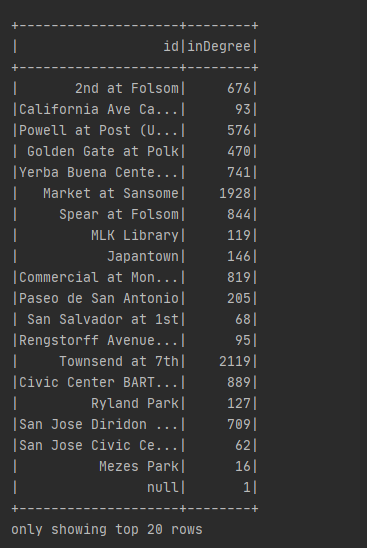 +--------------------+--------+
|                  id|inDegree|
+--------------------+--------+
|       2nd at Folsom|     676|
|California Ave Ca...|      93|
|Powell at Post (U...|     576|
| Golden Gate at Polk|     470|
|Yerba Buena Cente...|     741|
|   Market at Sansome|    1928|
|     Spear at Folsom|     844|
|         MLK Library|     119|
|           Japantown|     146|
|Commercial at Mon...|     819|
|Paseo de San Antonio|     205|
| San Salvador at 1st|      68|
|Rengstorff Avenue...|      95|
|     Townsend at 7th|    2119|
|Civic Center BART...|     889|
|         Ryland Park|     127|
|San Jose Diridon ...|     709|
|San Jose Civic Ce...|      62|
|          Mezes Park|      16|
|                null|       1|
+--------------------+--------+
only showing top 20 rows